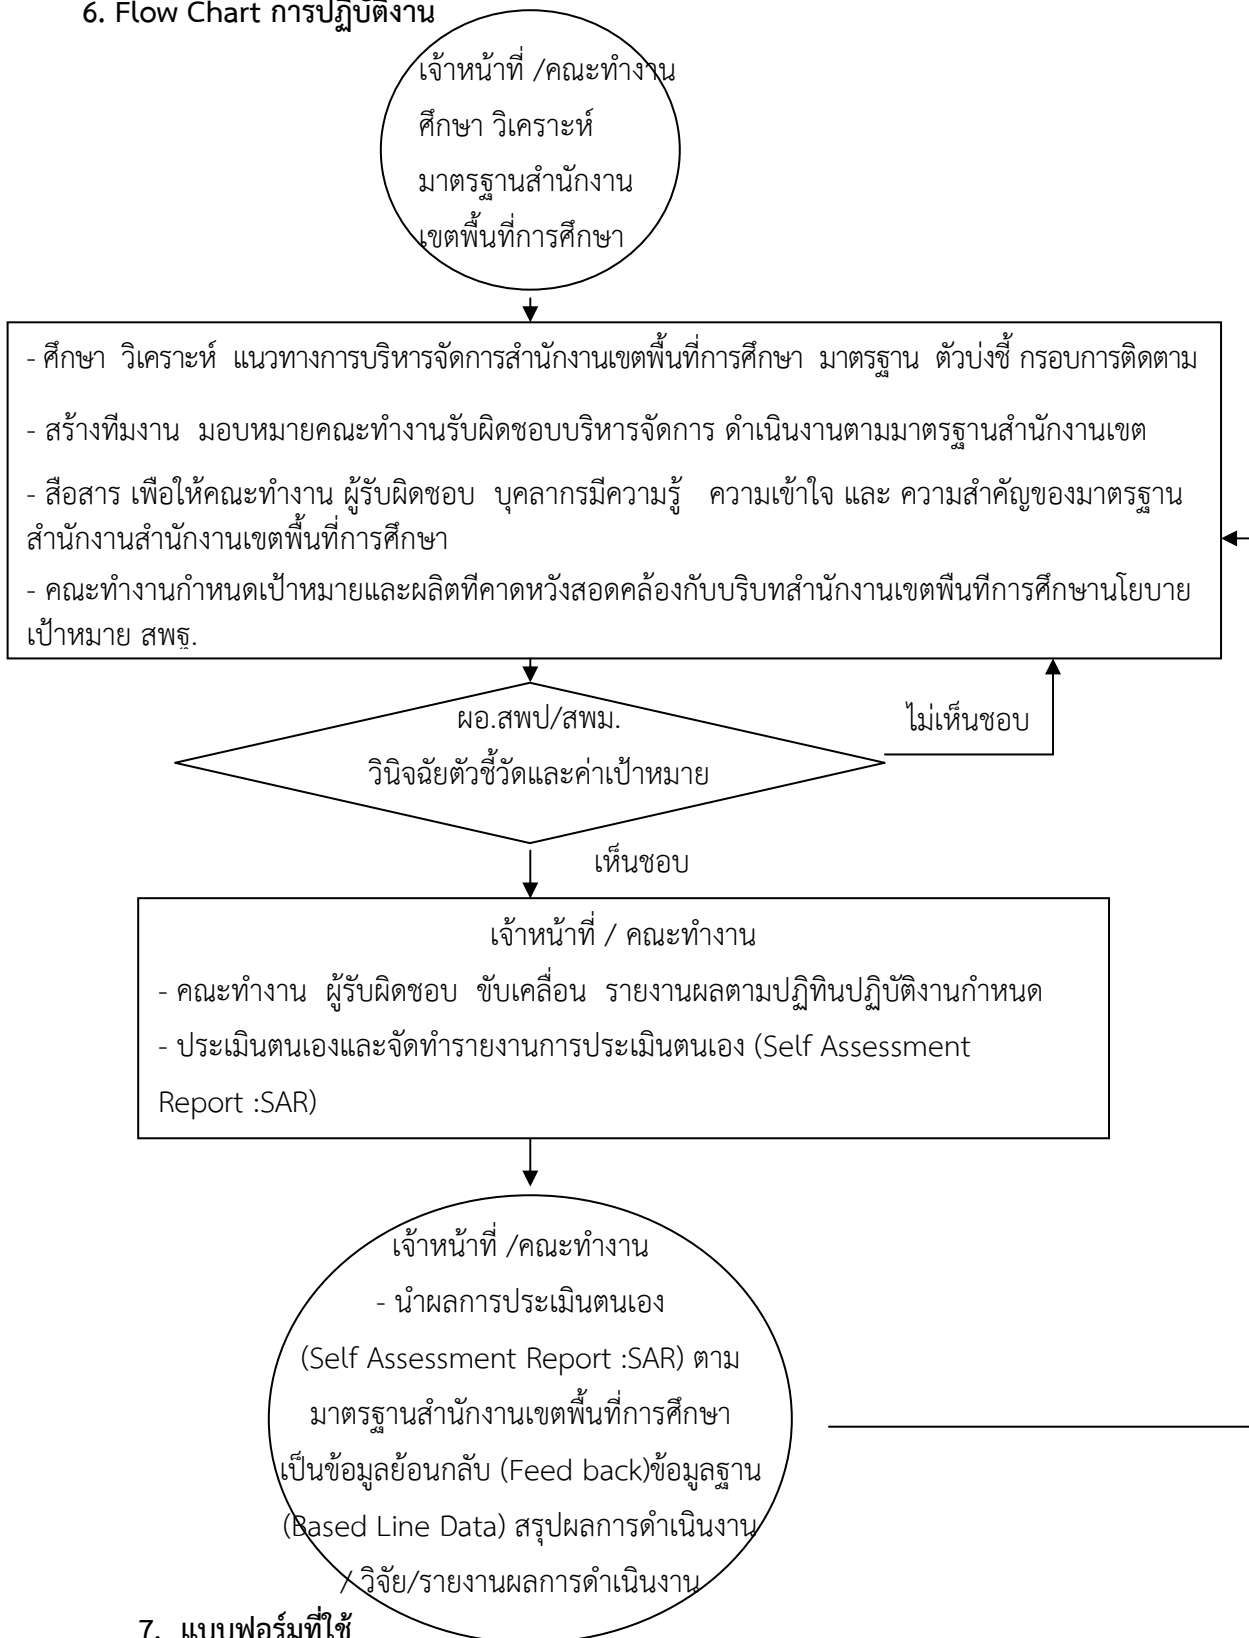 6. Flow Chart การปฏิบัติงาน
เจ้าหน้าที่ /คณะทำงาน
ศึกษา วิเคราะห์
มาตรฐานสำนักงาน
เขตพื้นที่การศึกษา
- ศึกษา วิเคราะห์ แนวทางการบริหารจัดการสำนักงานเขตพื้นที่การศึกษา มาตรฐาน ตัวบ่งชี้ กรอบการติดตาม
- สร้างทีมงาน มอบหมายคณะทำงานรับผิดชอบบริหารจัดการ ดำเนินงานตามมาตรฐานสำนักงานเขต
- สือสาร เพือให้คณะทำงาน ผู้รับผิดชอบ บุคลากรมีความรู้ ความเข้าใจ และ ความสำคัญของมาตรฐาน
สำนักงานสำนักงานเขตพื้นที่การศึกษา
- คณะทำงานกำหนดเป้าหมายและผลิตทีคาดหวังสอดคล้องกับบริบทสำนักงานเขตพืนทีการศึกษานโยบาย
เป้าหมาย สพฐ.
ผอ.สพป/สพม.
วินิจฉัยตัวชี้วัดและค่าเป้าหมาย
ไม่เห็นชอบ
เห็นชอบ
เจ้าหน้าที่ / คณะทำงาน
- คณะทำงาน ผู้รับผิดชอบ ขับเคลื่อน รายงานผลตามปฏิทินปฏิบัติงานกำหนด
- ประเมินตนเองและจัดทำรายงานการประเมินตนเอง (Self Assessment
Report :SAR)
เจ้าหน้าที่ /คณะทำงาน
- นำผลการประเมินตนเอง
(Self Assessment Report :SAR) ตาม
มาตรฐานสำนักงานเขตพื้นที่การศึกษา
เป็นข้อมูลย้อนกลับ (Feed back)ข้อมูลฐาน
(Based Line Data) สรุปผลการดำเนินงาน
/ วิจัย/รายงานผลการดำเนินงาน
7. แบบฟอร์มที่ใช้